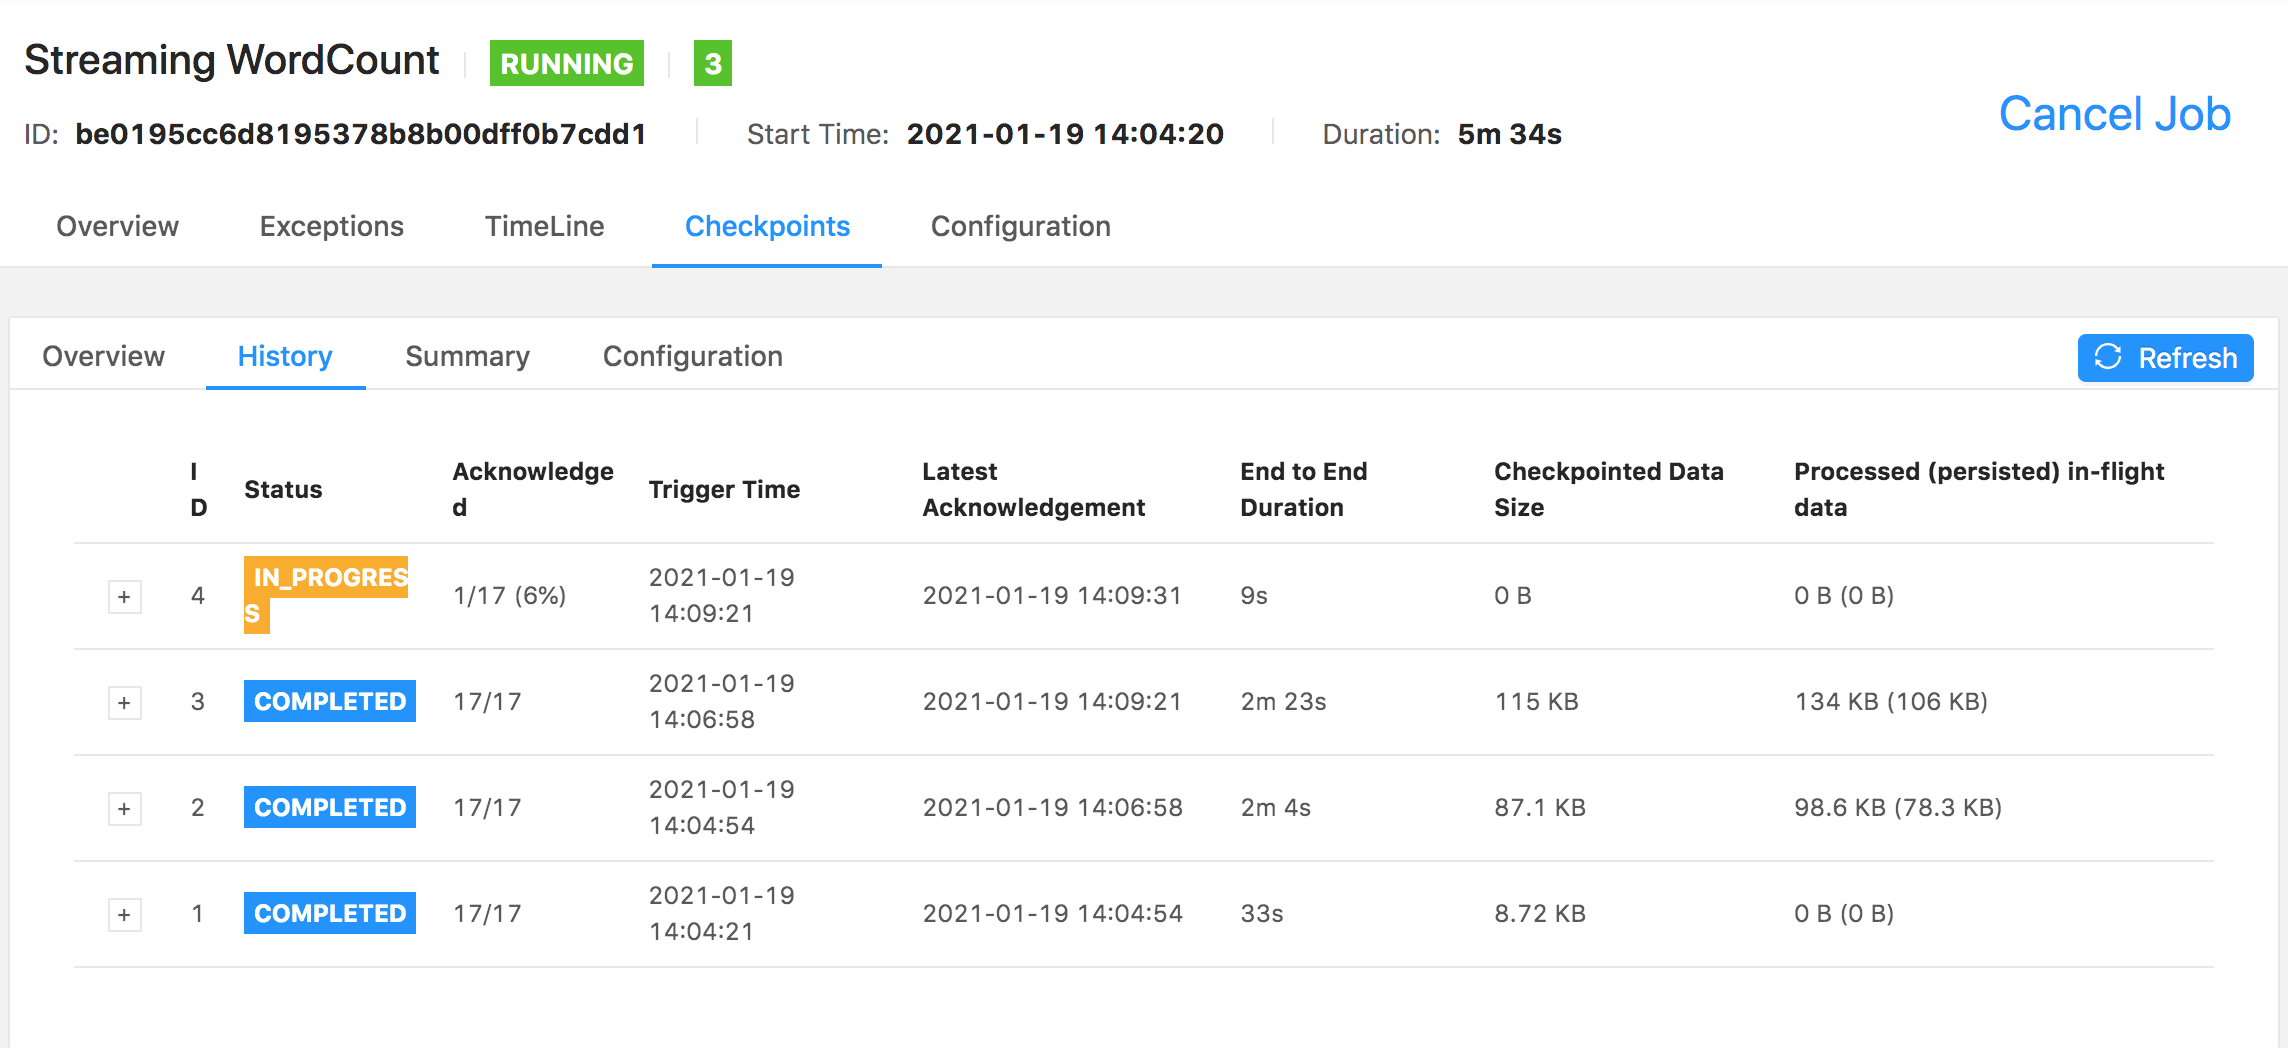 Streaming WordCount RUNNING 3
ID: be0195cc6d8195378b8b00dff0b7cdd1 Start Time: 2021-01-19 14:04:20 Duration: 5m 34s
Cancel Job
Overview Exceptions TimeLine Checkpoints Configuration
Overview History Summary Configuration Refresh
I
D
Status
Acknowledge
d
Trigger Time
Latest
Acknowledgement
End to End
Duration
Checkpointed Data
Size
Processed (persisted) in-flight
data
+ 4
IN_PROGRES
S
1/17 (6%)
2021-01-19
14:09:21
2021-01-19 14:09:31 9s 0 B 0 B (0 B)
+ 3 COMPLETED 17/17
2021-01-19
14:06:58
2021-01-19 14:09:21 2m 23s 115 KB 134 KB (106 KB)
+ 2 COMPLETED 17/17
2021-01-19
14:04:54
2021-01-19 14:06:58 2m 4s 87.1 KB 98.6 KB (78.3 KB)
+ 1 COMPLETED 17/17
2021-01-19
14:04:21
2021-01-19 14:04:54 33s 8.72 KB 0 B (0 B)